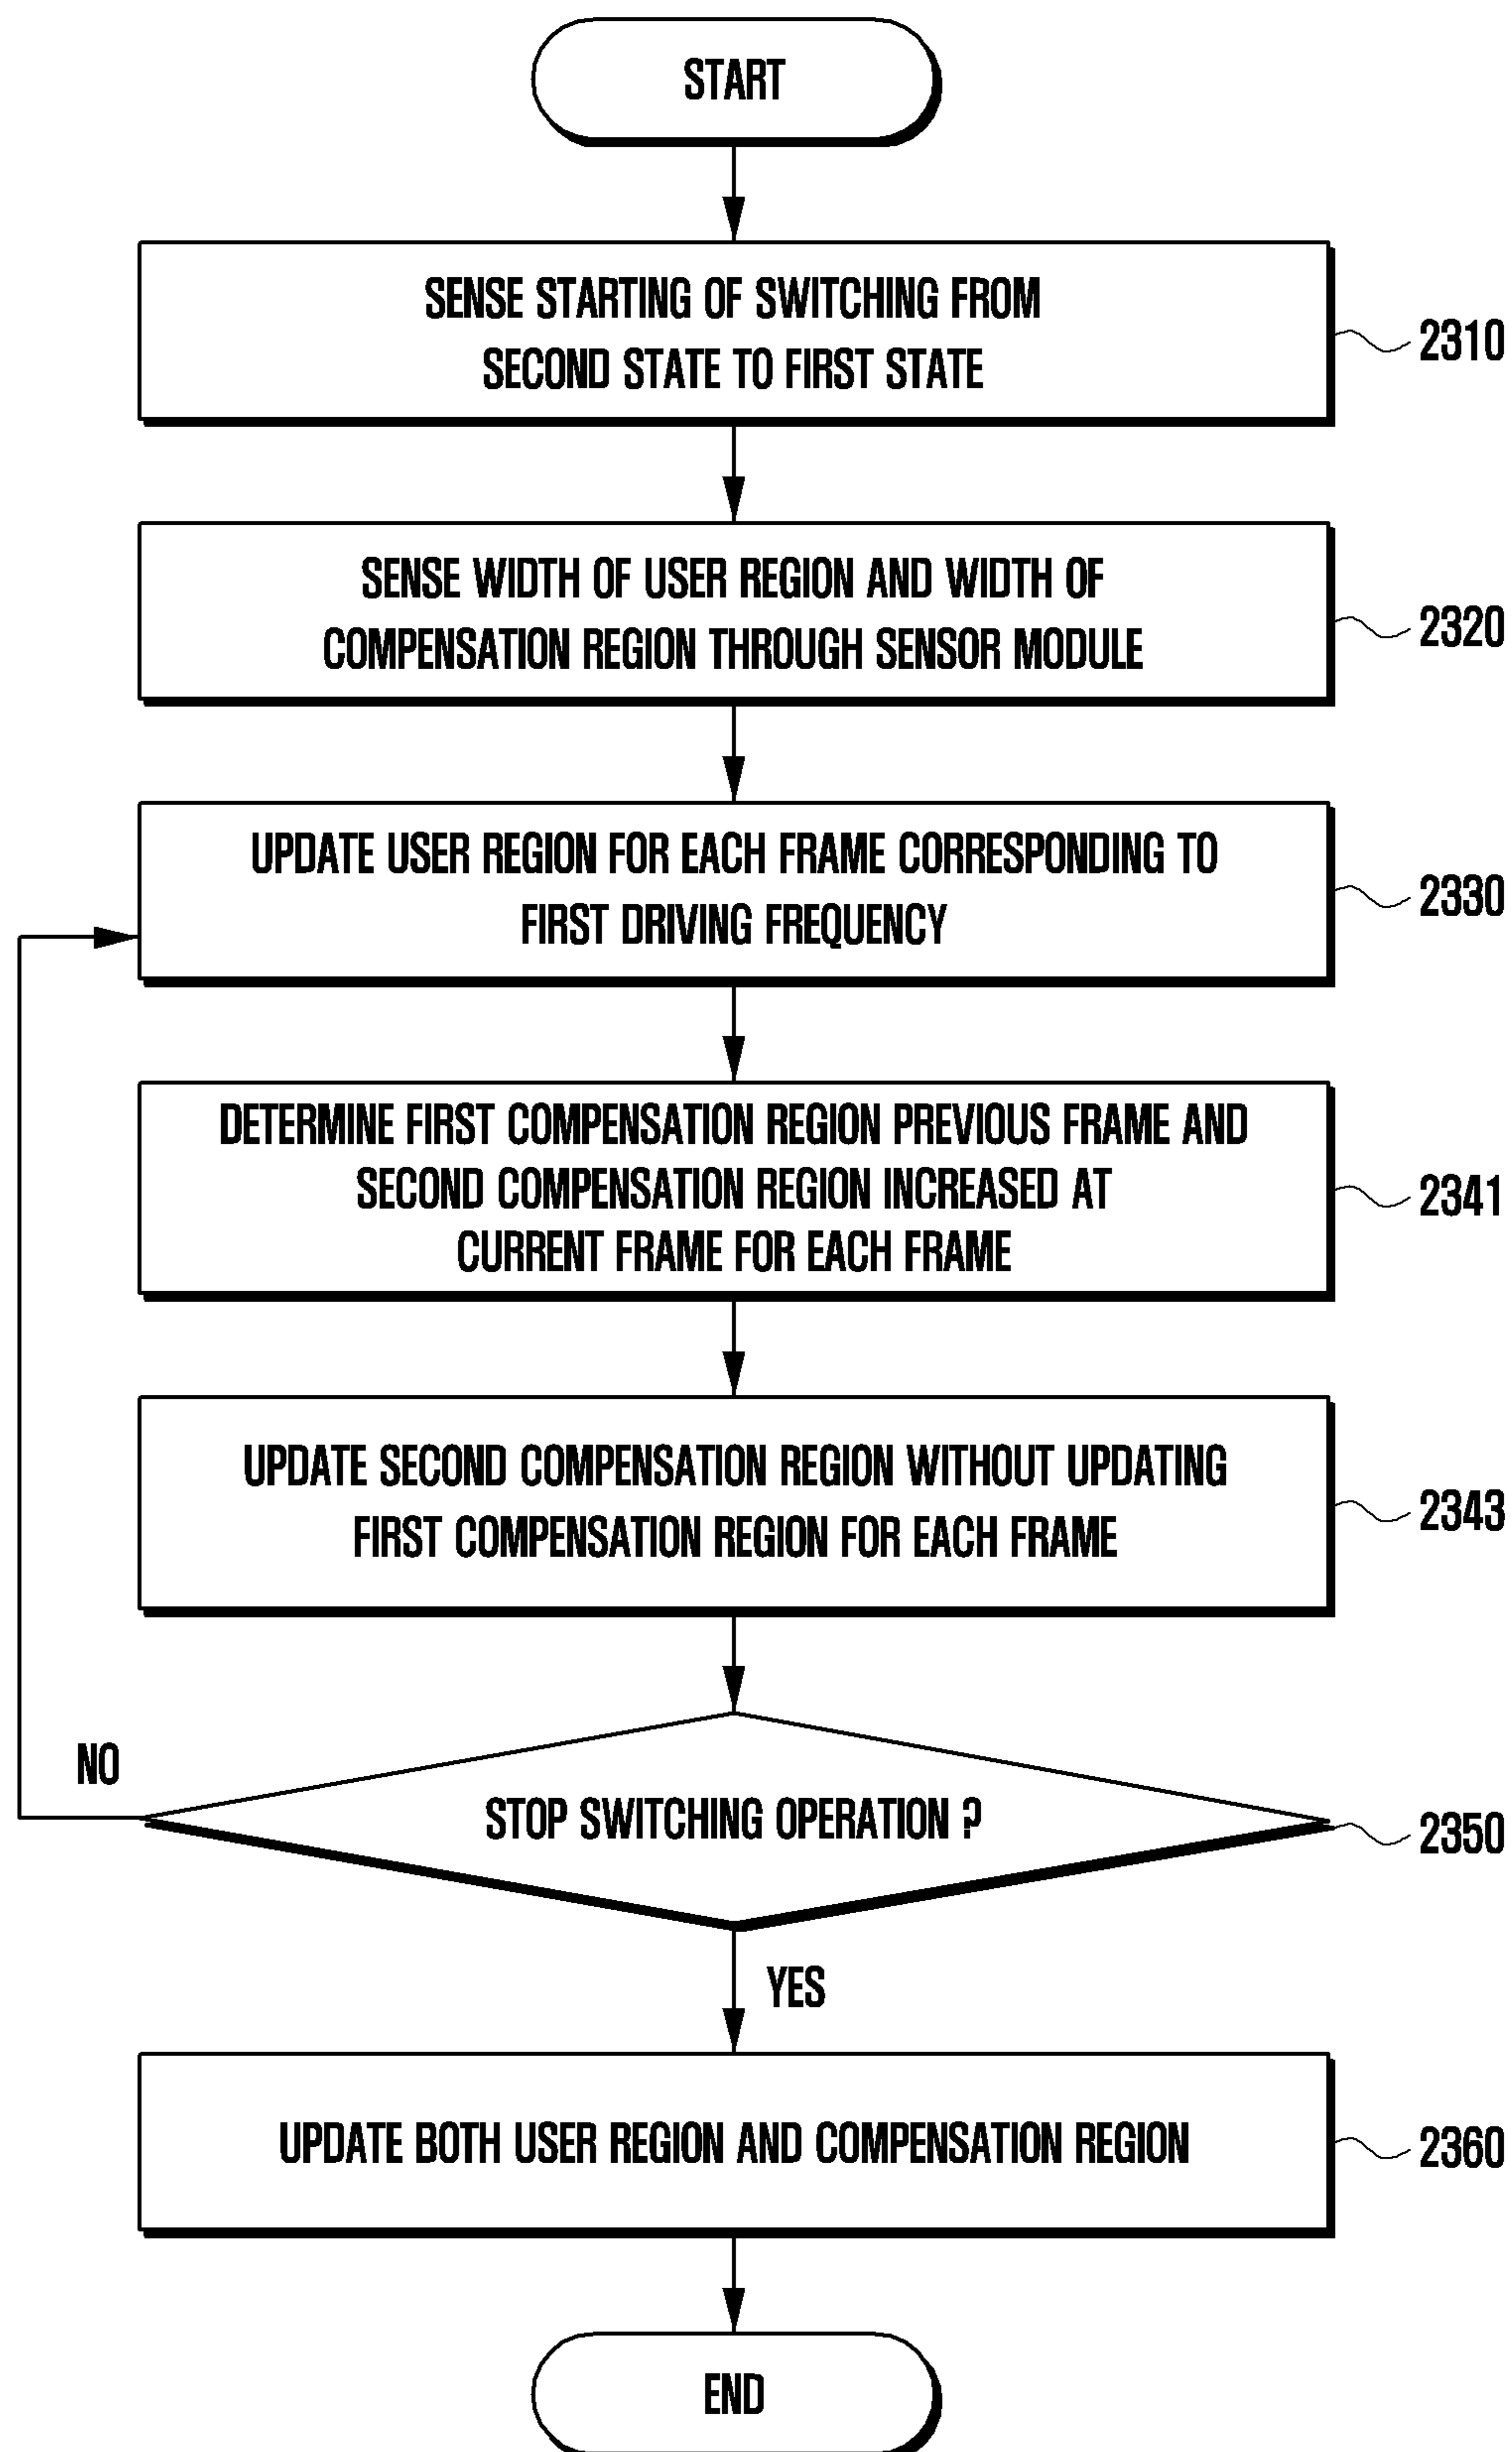 START
SENSE STARTING OF SWITCHING FROM
SECOND STATE TO FIRST STATE
2310
SENSE WIDTH OF USER REGION AND WIDTH OF
COMPENSATION REGION THROUGH SENSOR MODULE
2320
UPDATE USER REGION FOR EACH FRAME CORRESPONDING TO
FIRST DRIVING FREQUENCY
2330
DETERMINE FIRST COMPENSATION REGION PREVIOUS FRAME AND
SECOND COMPENSATION REGION INCREASED AT
CURRENT FRAME FOR EACH FRAME
2341
UPDATE SECOND COMPENSATION REGION WITHOUT UPDATING
FIRST COMPENSATION REGION FOR EACH FRAME
2343
NO
STOP SWITCHING OPERATION ?
2350
YES
UPDATE BOTH USER REGION AND COMPENSATION REGION
2360
END